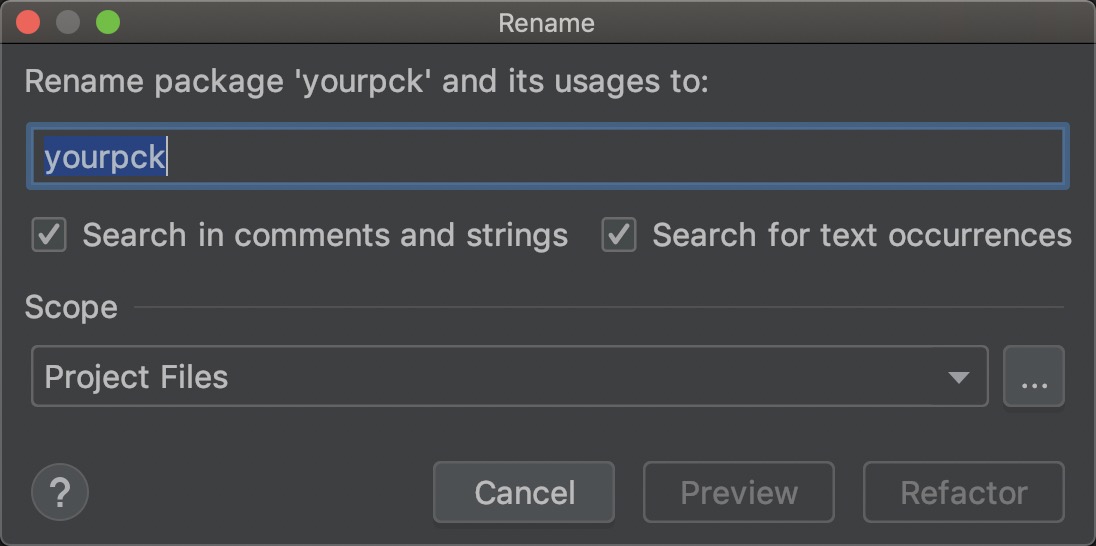 Rename
Rename package 'yourpck' and its usages to:
yourpck
Search in comments and strings Search for text occurrences
Scope
Project Files ...
? Cancel Preview Refactor